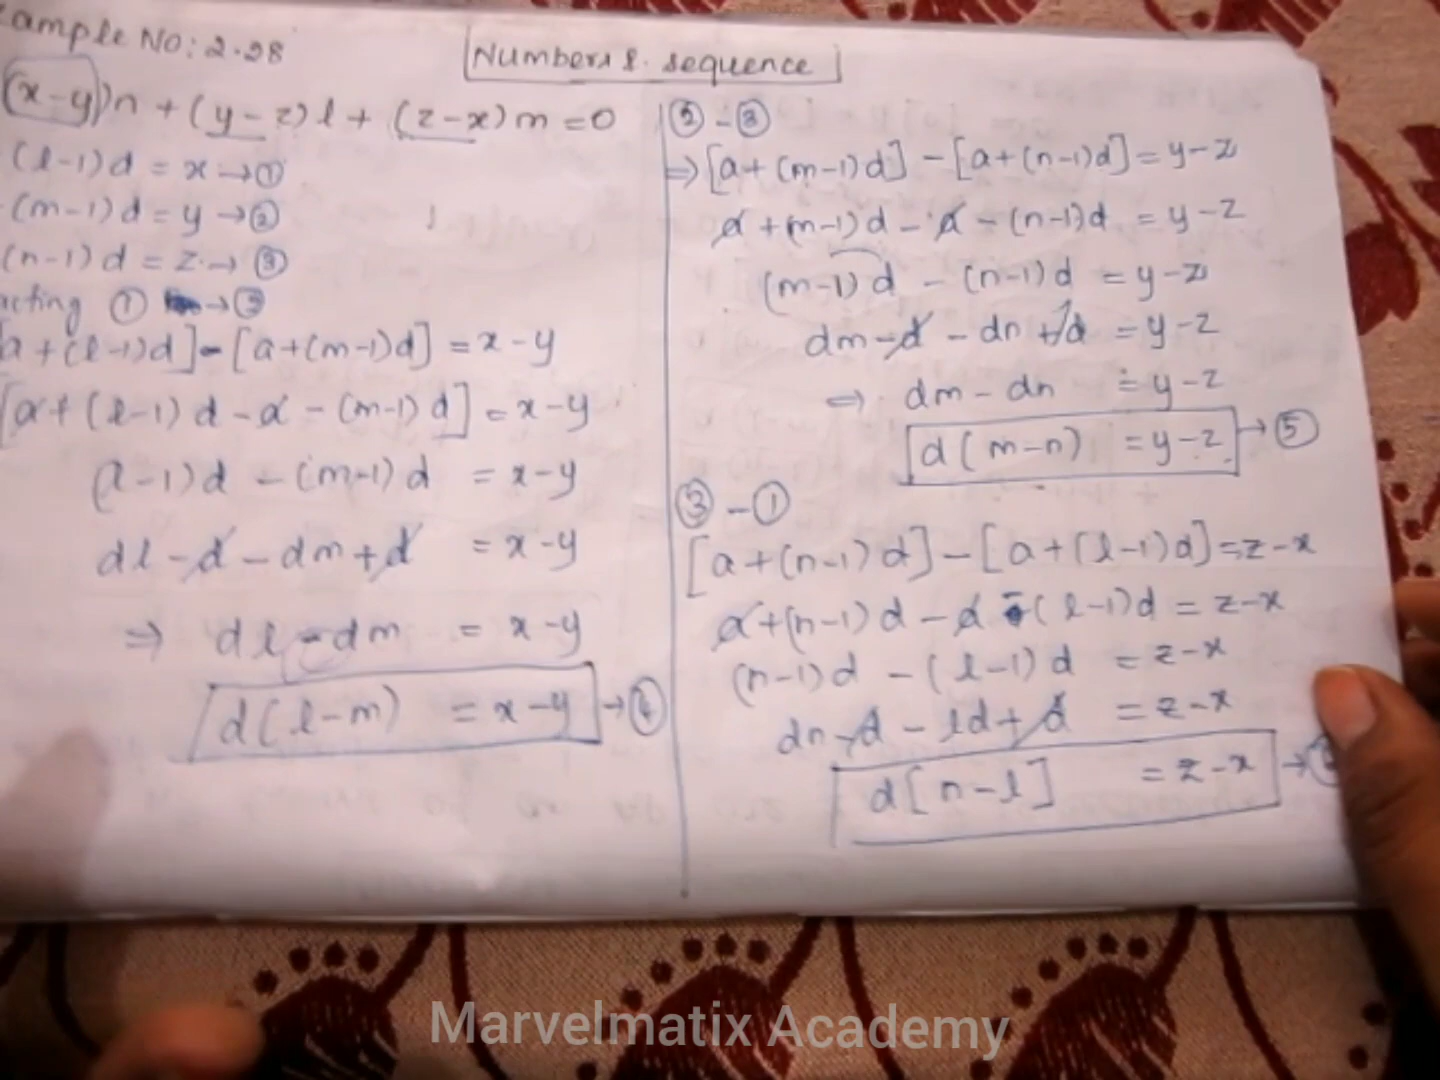 ample No: 2.28
Numbers & sequence
(x-y)n + (y-z)l + (z-x)m = 0
(l-1)d = x → ①
(m-1)d = y → ②
(n-1)d = z → ③
acting ① → ②
a + (l-1)d] - [a+(m-1)d] = x-y
[a + (l-1)d - a - (m-1)d] = x-y
(l-1)d - (m-1)d = x-y
dl - d - dm + d = x-y
⇒ dl - dm = x-y
d(l-m) = x-y → ④
② - ③
⇒ [a + (m-1)d] - [a+(n-1)d] = y-z
a + (m-1)d - a - (n-1)d = y-z
(m-1)d - (n-1)d = y-z
dm - d - dn + d = y-z
⇒ dm - dn = y-z
d(m-n) = y-z → ⑤
③ - ①
[a+(n-1)d] - [a+(l-1)d] = z-x
a+(n-1)d - a - (l-1)d = z-x
(n-1)d - (l-1)d = z-x
dn - d - ld + d = z-x
d[n-l] = z-x →
Marvelmatix Academy